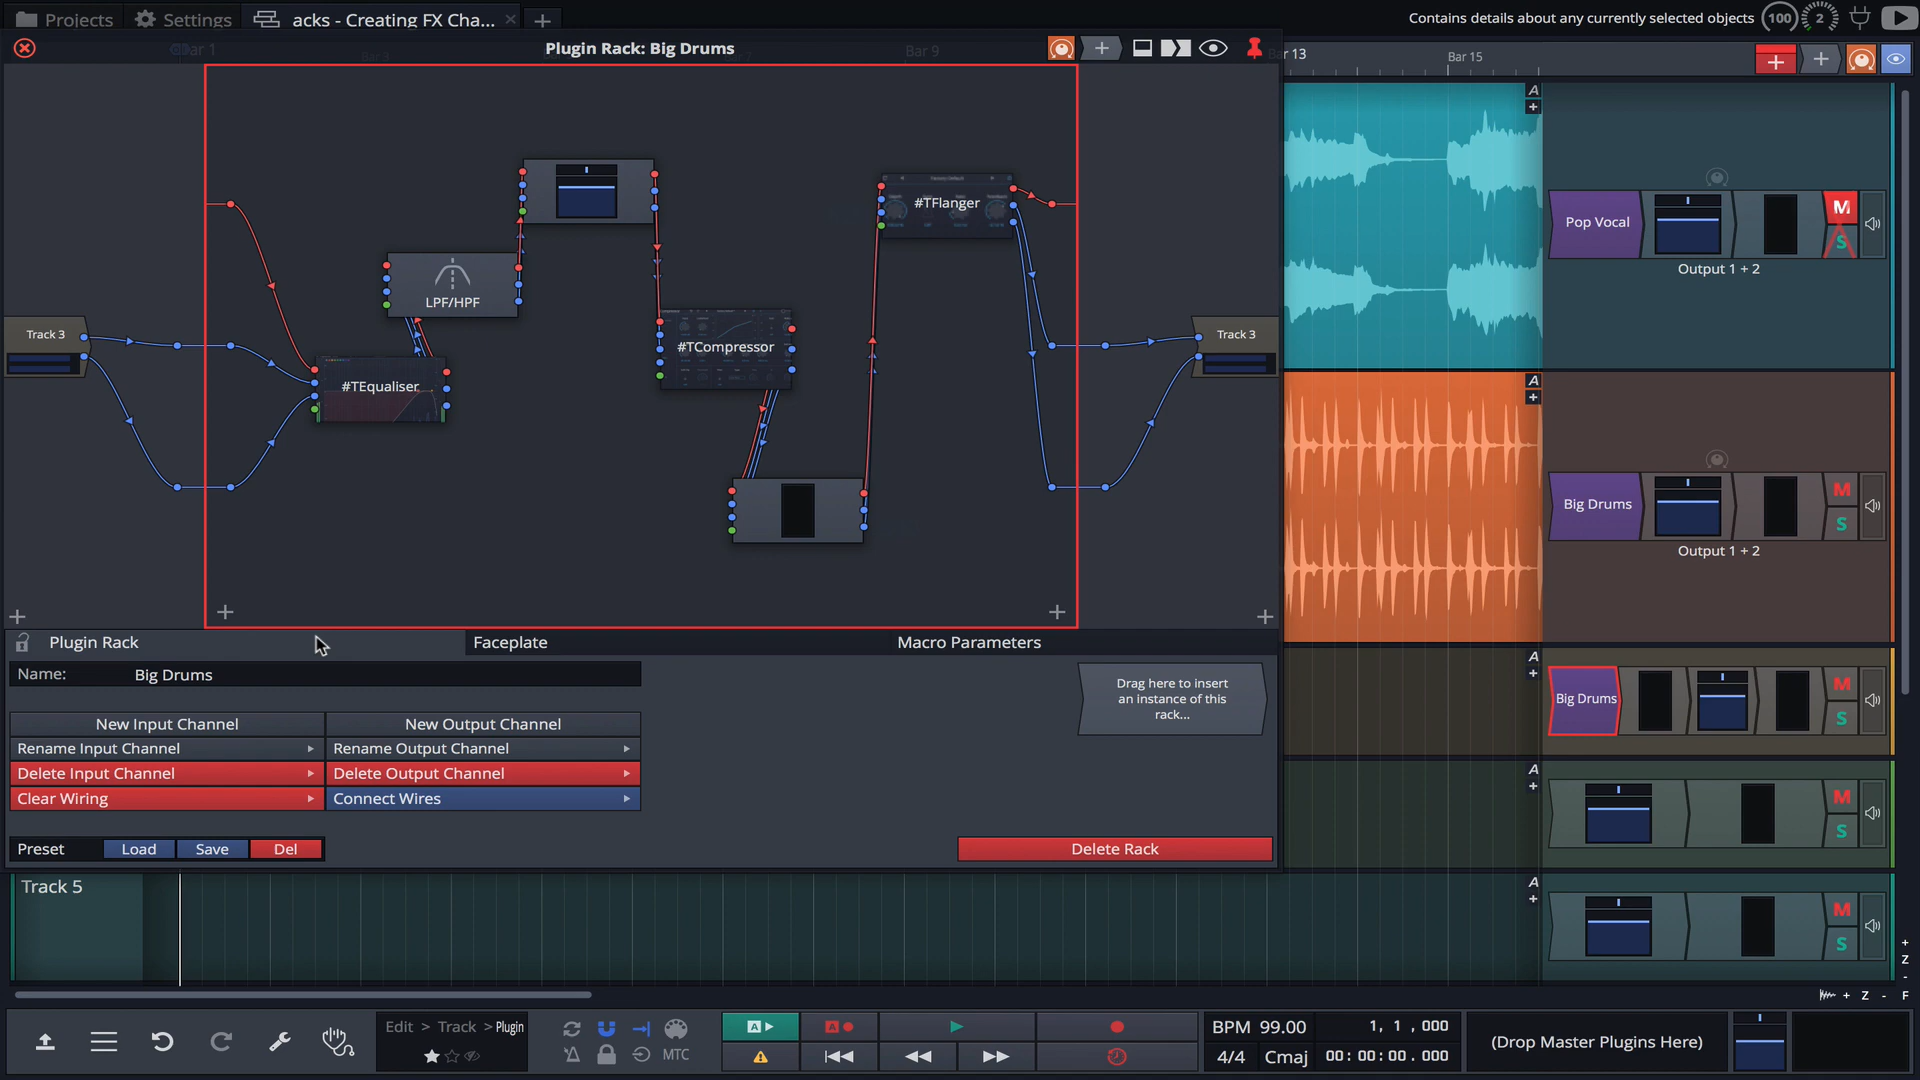 Projects
Settings
acks - Creating FX Cha...
Contains details about any currently selected objects
100
2
Bar 1
Plugin Rack: Big Drums
Bar 9
Bar 13
Bar 15
A
Pop Vocal
M
S
Output 1 + 2
#TFlanger
LPF/HPF
Track 3
#TEqualiser
#TCompressor
Track 3
A
Big Drums
M
S
Output 1 + 2
Plugin Rack
Faceplate
Macro Parameters
Name:
Big Drums
Drag here to insert
an instance of this
rack...
A
Big Drums
M
S
New Input Channel
New Output Channel
Rename Input Channel
Rename Output Channel
Delete Input Channel
Delete Output Channel
Clear Wiring
Connect Wires
A
M
S
Preset
Load
Save
Del
Delete Rack
Track 5
A
M
S
+
Z
-
+ Z - F
Edit > Track > Plugin
MTC
A
A
BPM 99.00
1, 1 , 000
4/4
Cmaj
00: 00: 00. 000
(Drop Master Plugins Here)